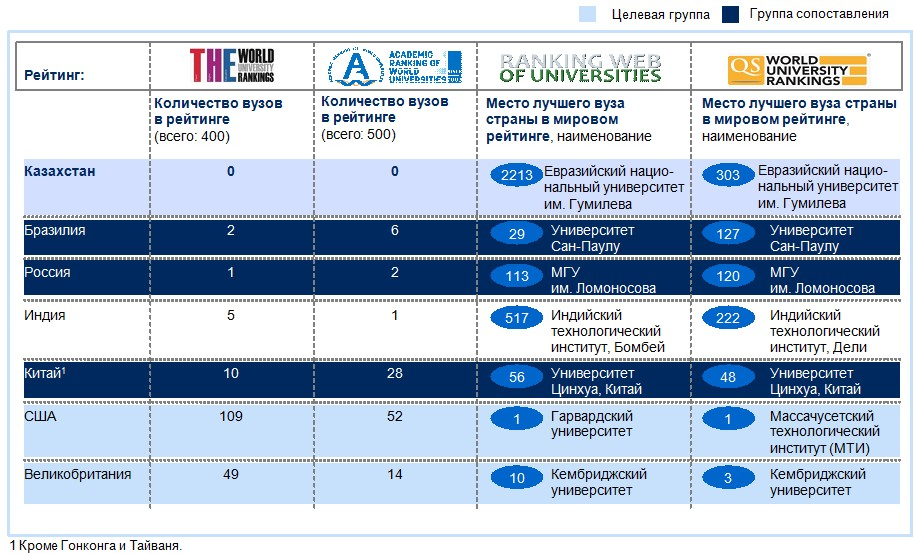 Целевая группа
Группа сопоставления
Рейтинг:
THE WORLD
UNIVERSITY
RANKINGS
ACADEMIC
RANKING OF
WORLD
UNIVERSITIES
RANKING WEB
OF UNIVERSITIES
QS WORLD
UNIVERSITY
RANKINGS
Количество вузов
в рейтинге
(всего: 400)
Количество вузов
в рейтинге
(всего: 500)
Место лучшего вуза
страны в мировом
рейтинге, наименование
Место лучшего вуза страны
в мировом рейтинге,
наименование
Казахстан
0
0
2213
Евразийский нацио-
нальный университет
им. Гумилева
303
Евразийский нацио-
нальный университет
им. Гумилева
Бразилия
2
6
29
Университет
Сан-Паулу
127
Университет
Сан-Паулу
Россия
1
2
113
МГУ
им. Ломоносова
120
МГУ
им. Ломоносова
Индия
5
1
517
Индийский
технологический
институт, Бомбей
222
Индийский
технологический
институт, Дели
Китай¹
10
28
56
Университет
Цинхуа, Китай
48
Университет
Цинхуа, Китай
США
109
52
1
Гарвардский
университет
1
Массачусетский
технологический
институт (МТИ)
Великобритания
49
14
10
Кембриджский
университет
3
Кембриджский
университет
1 Кроме Гонконга и Тайваня.